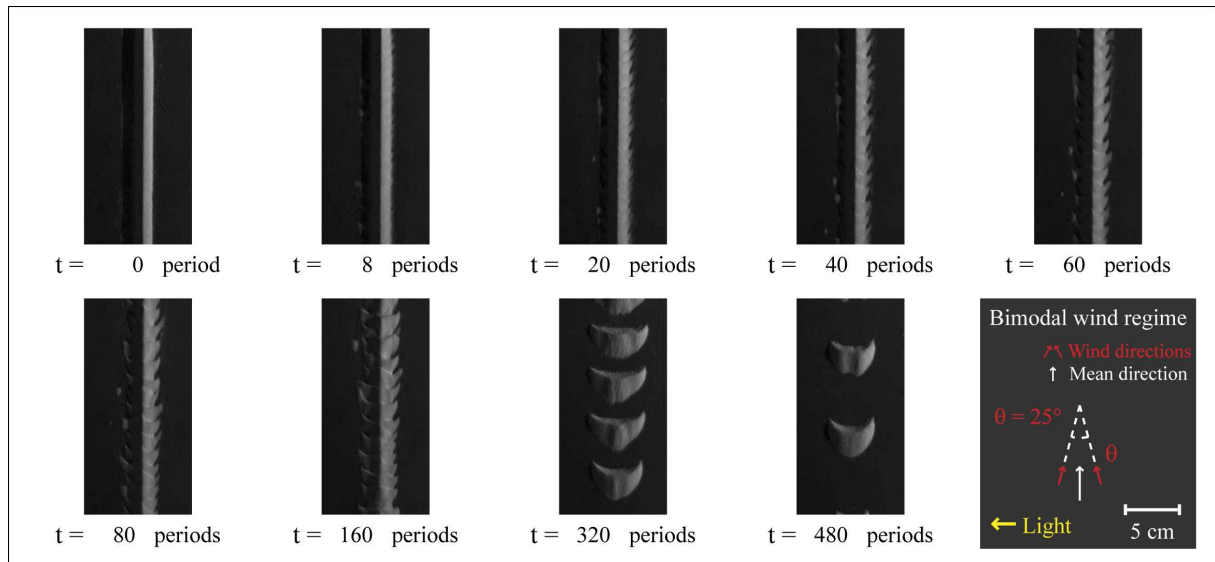 t = 0 period
t = 8 periods
t = 20 periods
t = 40 periods
t = 60 periods
t = 80 periods
t = 160 periods
t = 320 periods
t = 480 periods
Bimodal wind regime
Wind directions
Mean direction
θ = 25°
θ
Light
5 cm